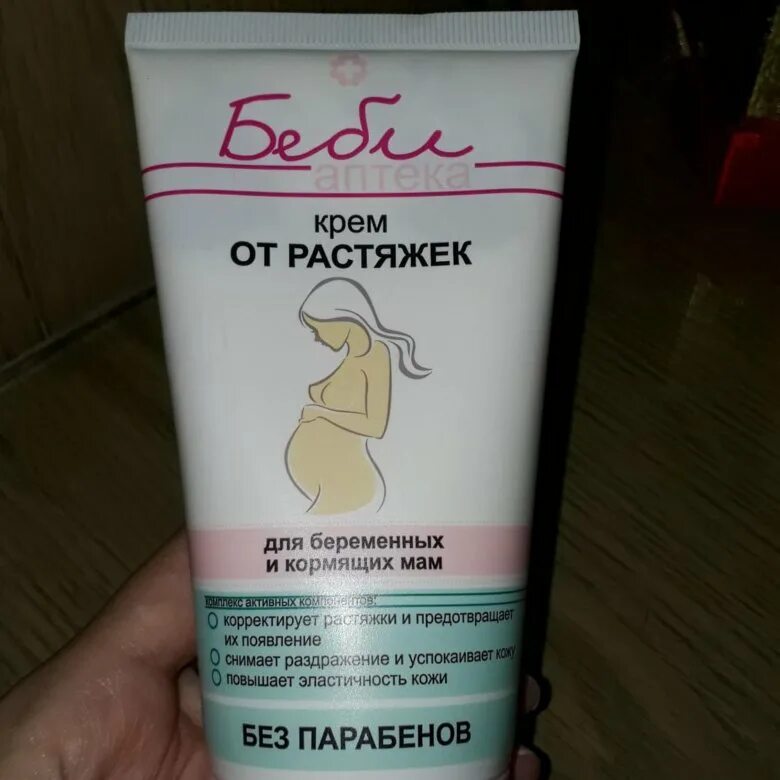 Беби
аптека
крем
ОТ РАСТЯЖЕК
для беременных
и кормящих мам
комплекс активных компонентов:
корректирует растяжки и предотвращает
их появление
снимает раздражение и успокаивает кожу
повышает эластичность кожи
БЕЗ ПАРАБЕНОВ